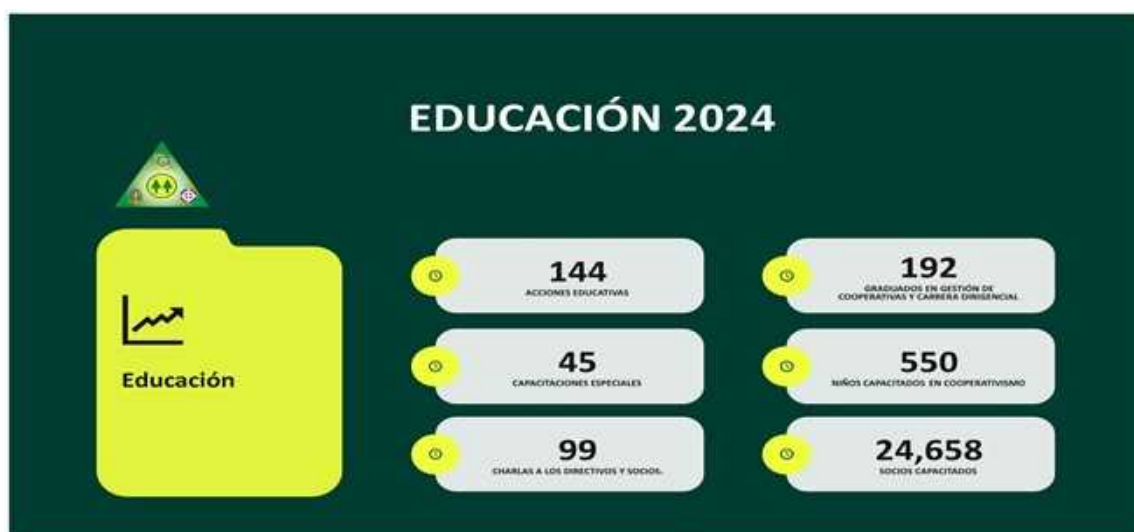 EDUCACIÓN 2024
Educación
144
ACCIONES EDUCATIVAS
192
GRADUADOS EN GESTIÓN DE
COOPERATIVAS Y CARRERA DIRIGENCIAL
45
CAPACITACIONES ESPECIALES
550
NIÑOS CAPACITADOS EN COOPERATIVISMO
99
CHARLAS A LOS DIRECTIVOS Y SOCIOS.
24,658
SOCIOS CAPACITADOS